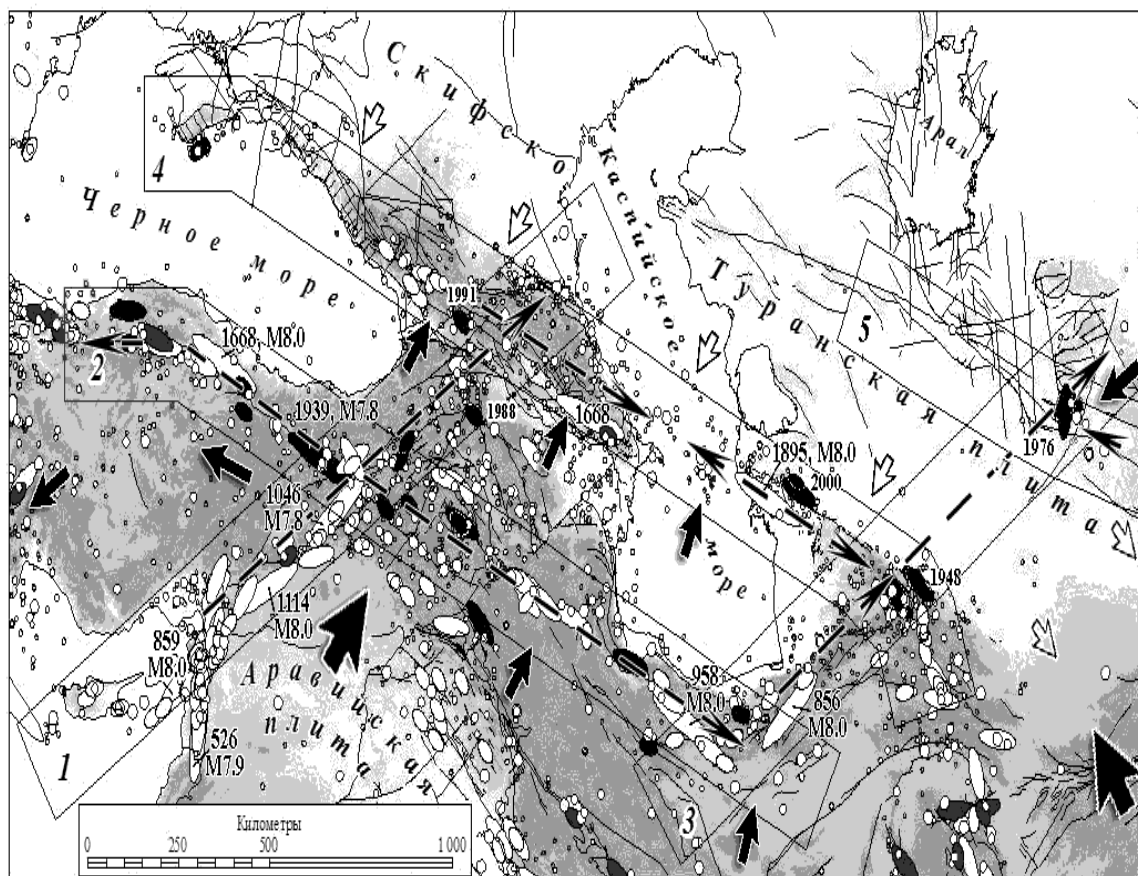 Скифско
Каспийское
море
Арал
Туранская
плита
Черное
море
4
5
2
1991
1668, M8.0
1939, M7.8
1988
1668
1895, M8.0
2000
1976
1046
M7.8
1948
1114
M8.0
859
M8.0
958
M8.0
856
M8.0
Аравийская
плита
526
M7.9
1
3
Километры
0 250 500 1 000